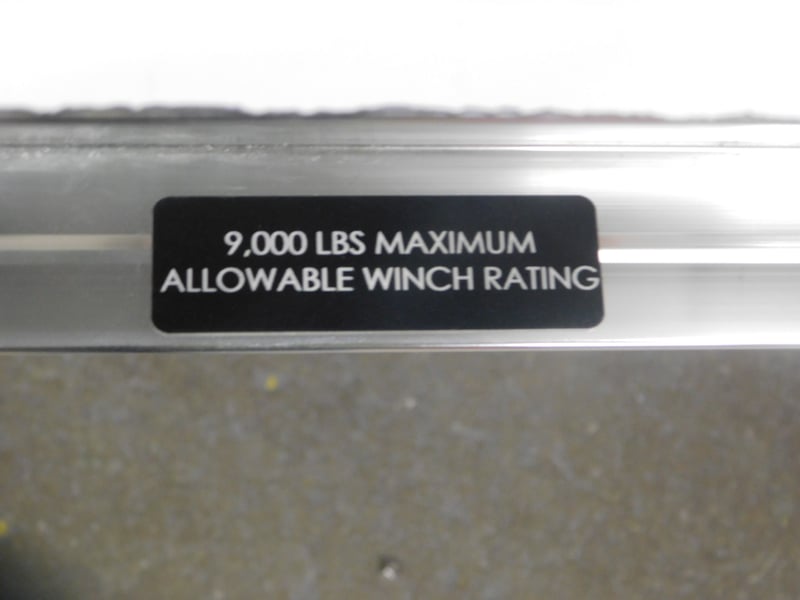 9,000 LBS MAXIMUM
ALLOWABLE WINCH RATING